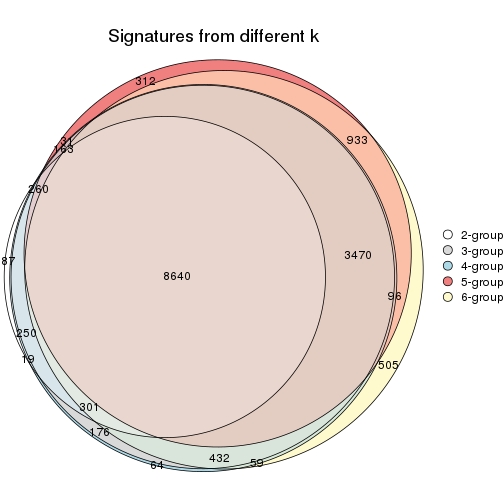 Signatures from different k
312
933
31
163
260
87
3470
8640
96
250
19
505
301
176
432
59
64
2-group
3-group
4-group
5-group
6-group